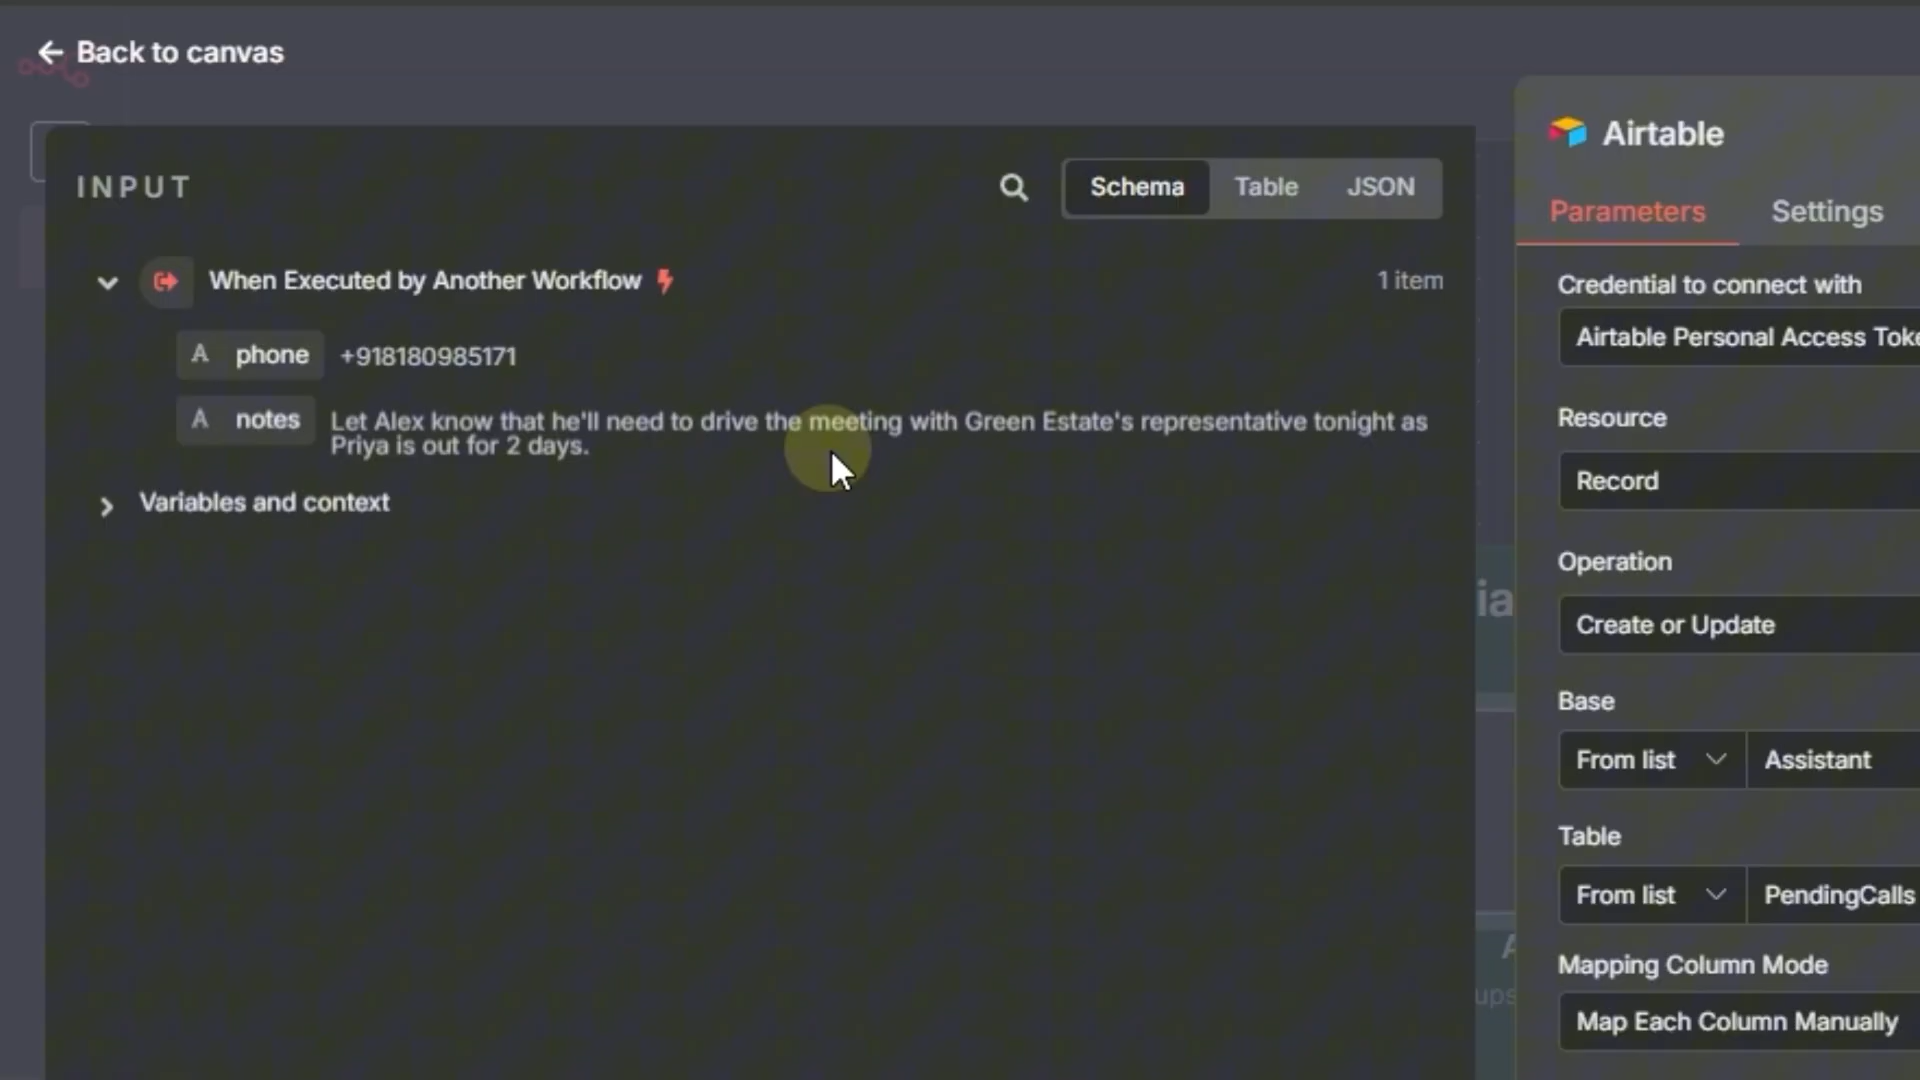 Back to canvas
INPUT
Schema
Table
JSON
When Executed by Another Workflow
1 item
A phone +918180985171
A notes Let Alex know that he'll need to drive the meeting with Green Estate's representative tonight as
Priya is out for 2 days.
Variables and context
Airtable
Parameters
Settings
Credential to connect with
Airtable Personal Access Toke
Resource
Record
Operation
Create or Update
Base
From list
Assistant
Table
From list
PendingCalls
Mapping Column Mode
Map Each Column Manually